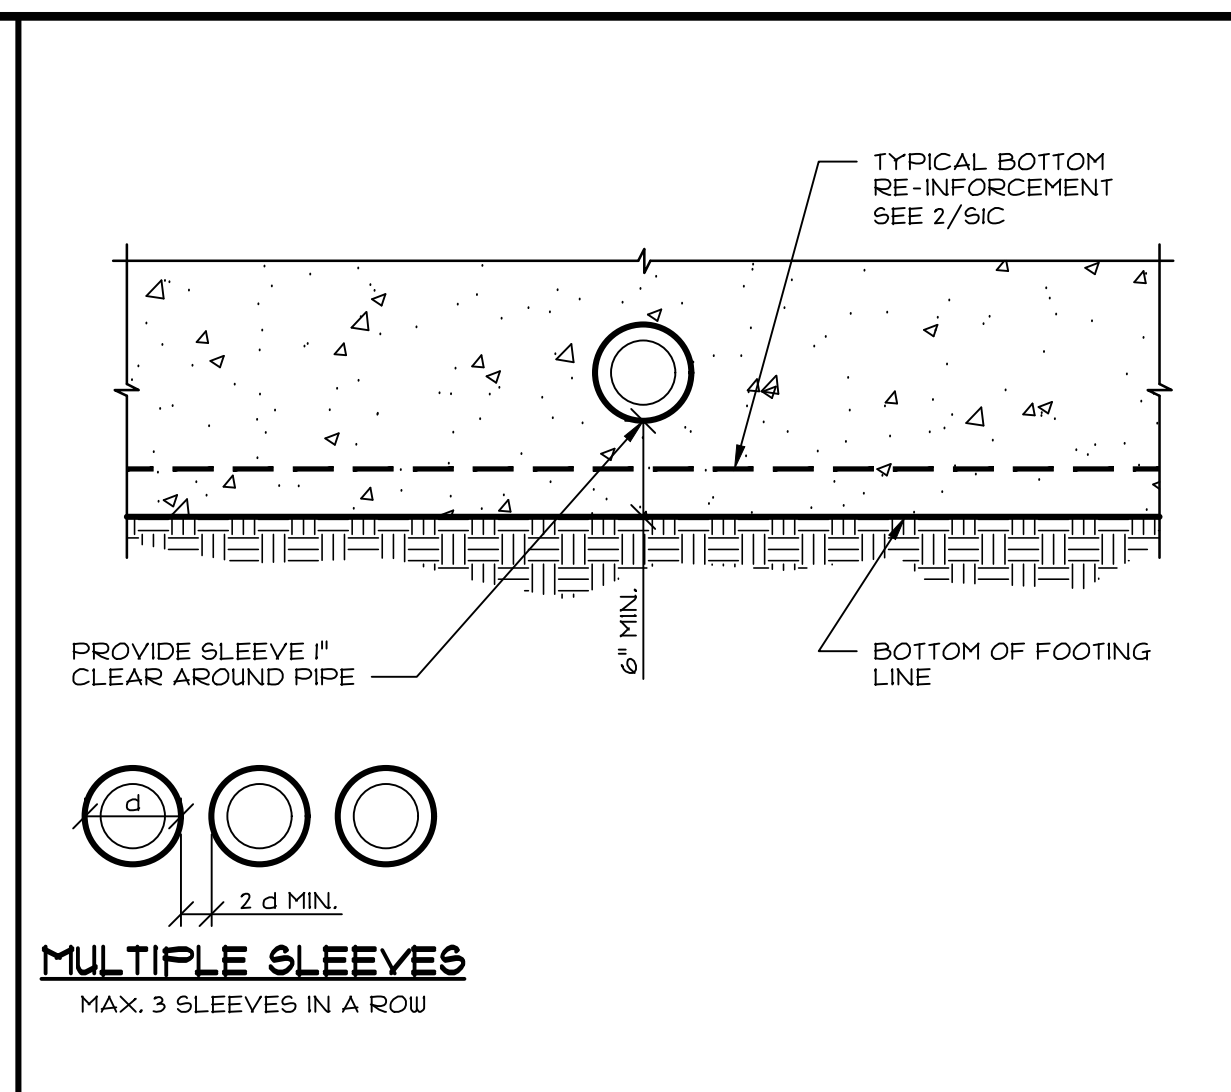 TYPICAL BOTTOM
RE-INFORCEMENT
SEE 2/S1C
6" MIN.
PROVIDE SLEEVE 1"
CLEAR AROUND PIPE
BOTTOM OF FOOTING
LINE
d
2 d MIN.
MULTIPLE SLEEVES
MAX. 3 SLEEVES IN A ROW